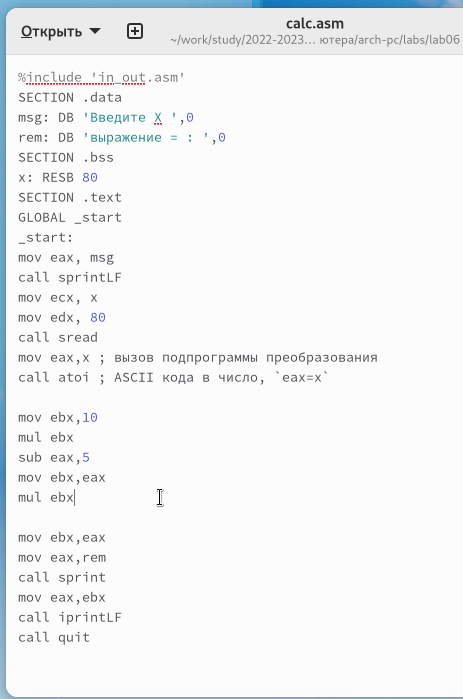 Открыть
calc.asm
~/work/study/2022-2023… ютера/arch-pc/labs/lab06
%include 'in_out.asm'
SECTION .data
msg: DB 'Введите X ',0
rem: DB 'выражение = : ',0
SECTION .bss
x: RESB 80
SECTION .text
GLOBAL _start
_start:
mov eax, msg
call sprintLF
mov ecx, x
mov edx, 80
call sread
mov eax,x ; вызов подпрограммы преобразования
call atoi ; ASCII кода в число, `eax=x`
mov ebx,10
mul ebx
sub eax,5
mov ebx,eax
mul ebx
mov ebx,eax
mov eax,rem
call sprint
mov eax,ebx
call iprintLF
call quit